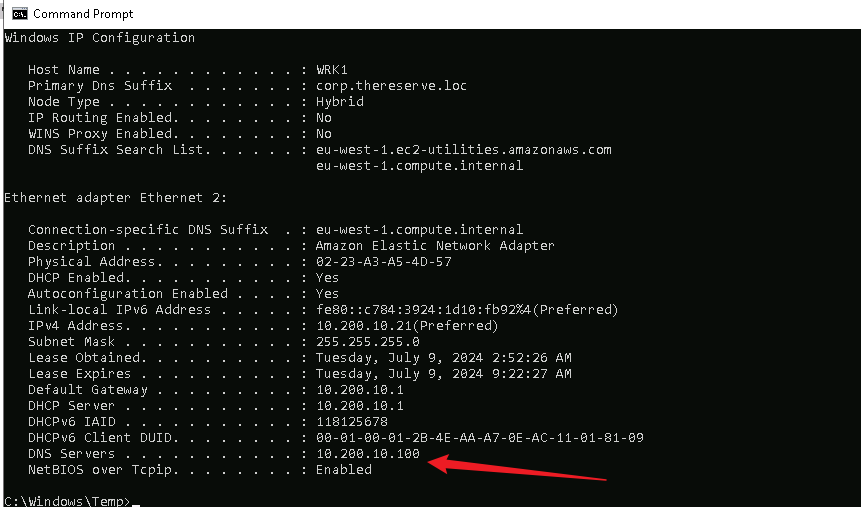 Command Prompt
Windows IP Configuration
Host Name . . . . . . . . . . . . : WRK1
Primary Dns Suffix  . . . . . . . : corp.thereserve.loc
Node Type . . . . . . . . . . . . : Hybrid
IP Routing Enabled. . . . . . . . : No
WINS Proxy Enabled. . . . . . . . : No
DNS Suffix Search List. . . . . . : eu-west-1.ec2-utilities.amazonaws.com
eu-west-1.compute.internal
Ethernet adapter Ethernet 2:
Connection-specific DNS Suffix  . : eu-west-1.compute.internal
Description . . . . . . . . . . . : Amazon Elastic Network Adapter
Physical Address. . . . . . . . . : 02-23-A3-A5-4D-57
DHCP Enabled. . . . . . . . . . . : Yes
Autoconfiguration Enabled . . . . : Yes
Link-local IPv6 Address . . . . . : fe80::c784:3924:1d10:fb92%4(Preferred)
IPv4 Address. . . . . . . . . . . : 10.200.10.21(Preferred)
Subnet Mask . . . . . . . . . . . : 255.255.255.0
Lease Obtained. . . . . . . . . . : Tuesday, July 9, 2024 2:52:26 AM
Lease Expires . . . . . . . . . . : Tuesday, July 9, 2024 9:22:27 AM
Default Gateway . . . . . . . . . : 10.200.10.1
DHCP Server . . . . . . . . . . . : 10.200.10.1
DHCPv6 IAID . . . . . . . . . . . : 118125678
DHCPv6 Client DUID. . . . . . . . : 00-01-00-01-2B-4E-AA-A7-0E-AC-11-01-81-09
DNS Servers . . . . . . . . . . . : 10.200.10.100
NetBIOS over Tcpip. . . . . . . . : Enabled
C:\Windows\Temp>_